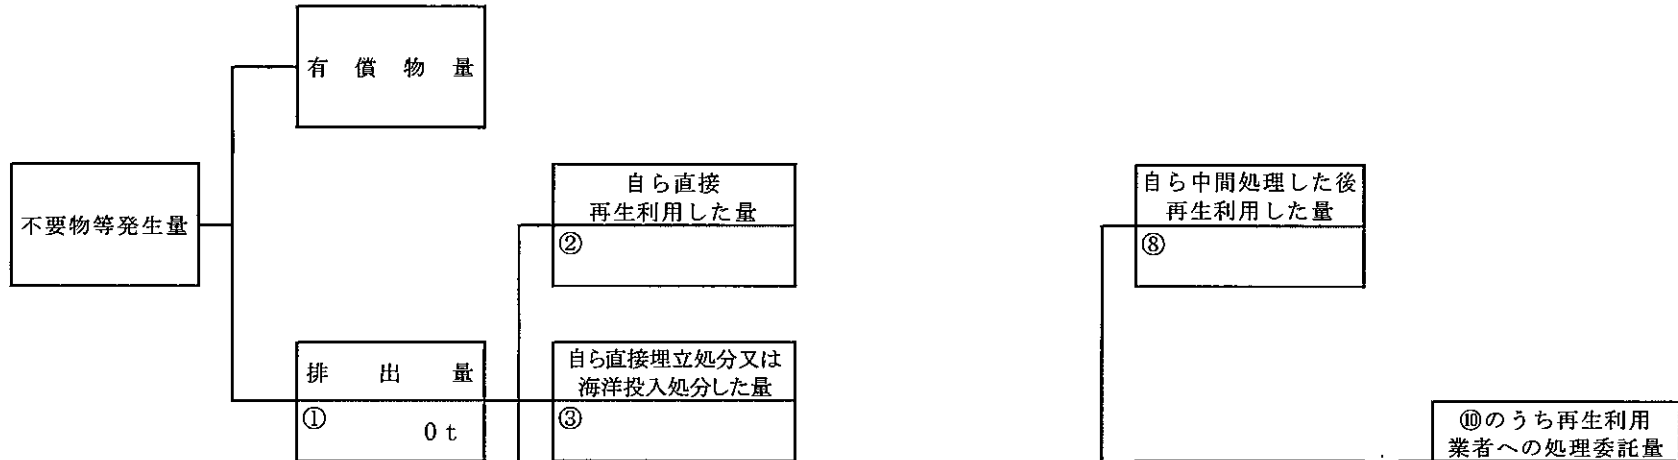 有償物量
不要物等発生量
自ら直接
再生利用した量
②
自ら中間処理した後
再生利用した量
⑧
排出量
①
0 t
自ら直接埋立処分又は
海洋投入処分した量
③
⑩のうち再生利用
業者への処理委託量